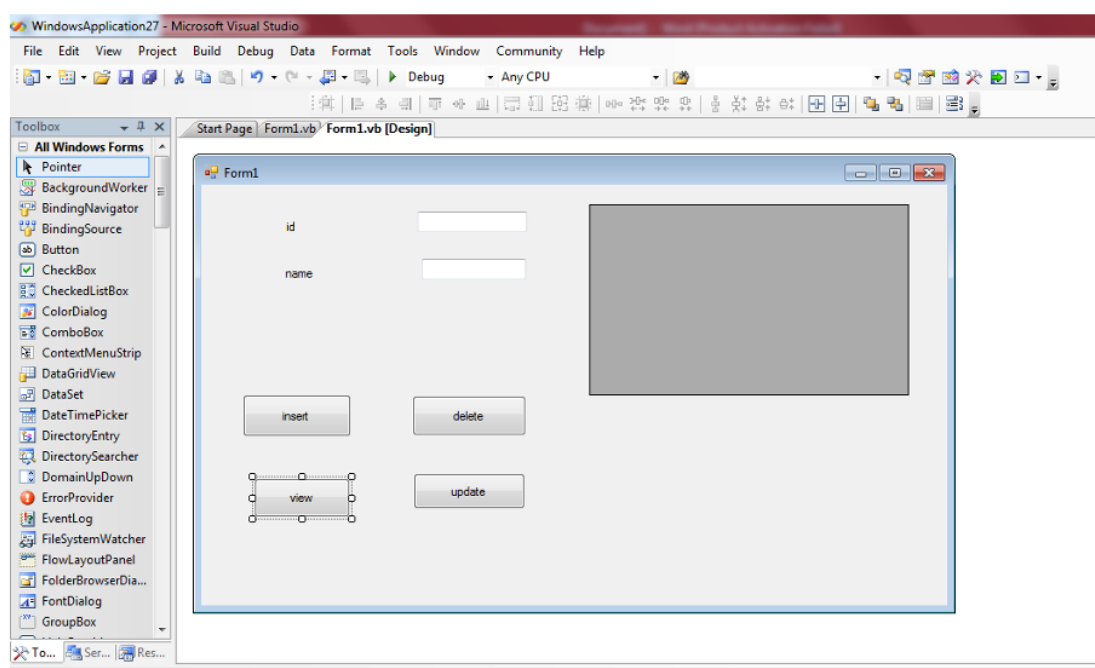 WindowsApplication27 - Microsoft Visual Studio
File Edit View Project Build Debug Data Format Tools Window Community Help
Debug Any CPU
Toolbox
Start Page Form1.vb Form1.vb [Design]
All Windows Forms
Pointer
BackgroundWorker
BindingNavigator
BindingSource
Button
CheckBox
CheckedListBox
ColorDialog
ComboBox
ContextMenuStrip
DataGridView
DataSet
DateTimePicker
DirectoryEntry
DirectorySearcher
DomainUpDown
ErrorProvider
EventLog
FileSystemWatcher
FlowLayoutPanel
FolderBrowserDia...
FontDialog
GroupBox
To... Ser... Res...
Form1
id
name
insert delete
view update